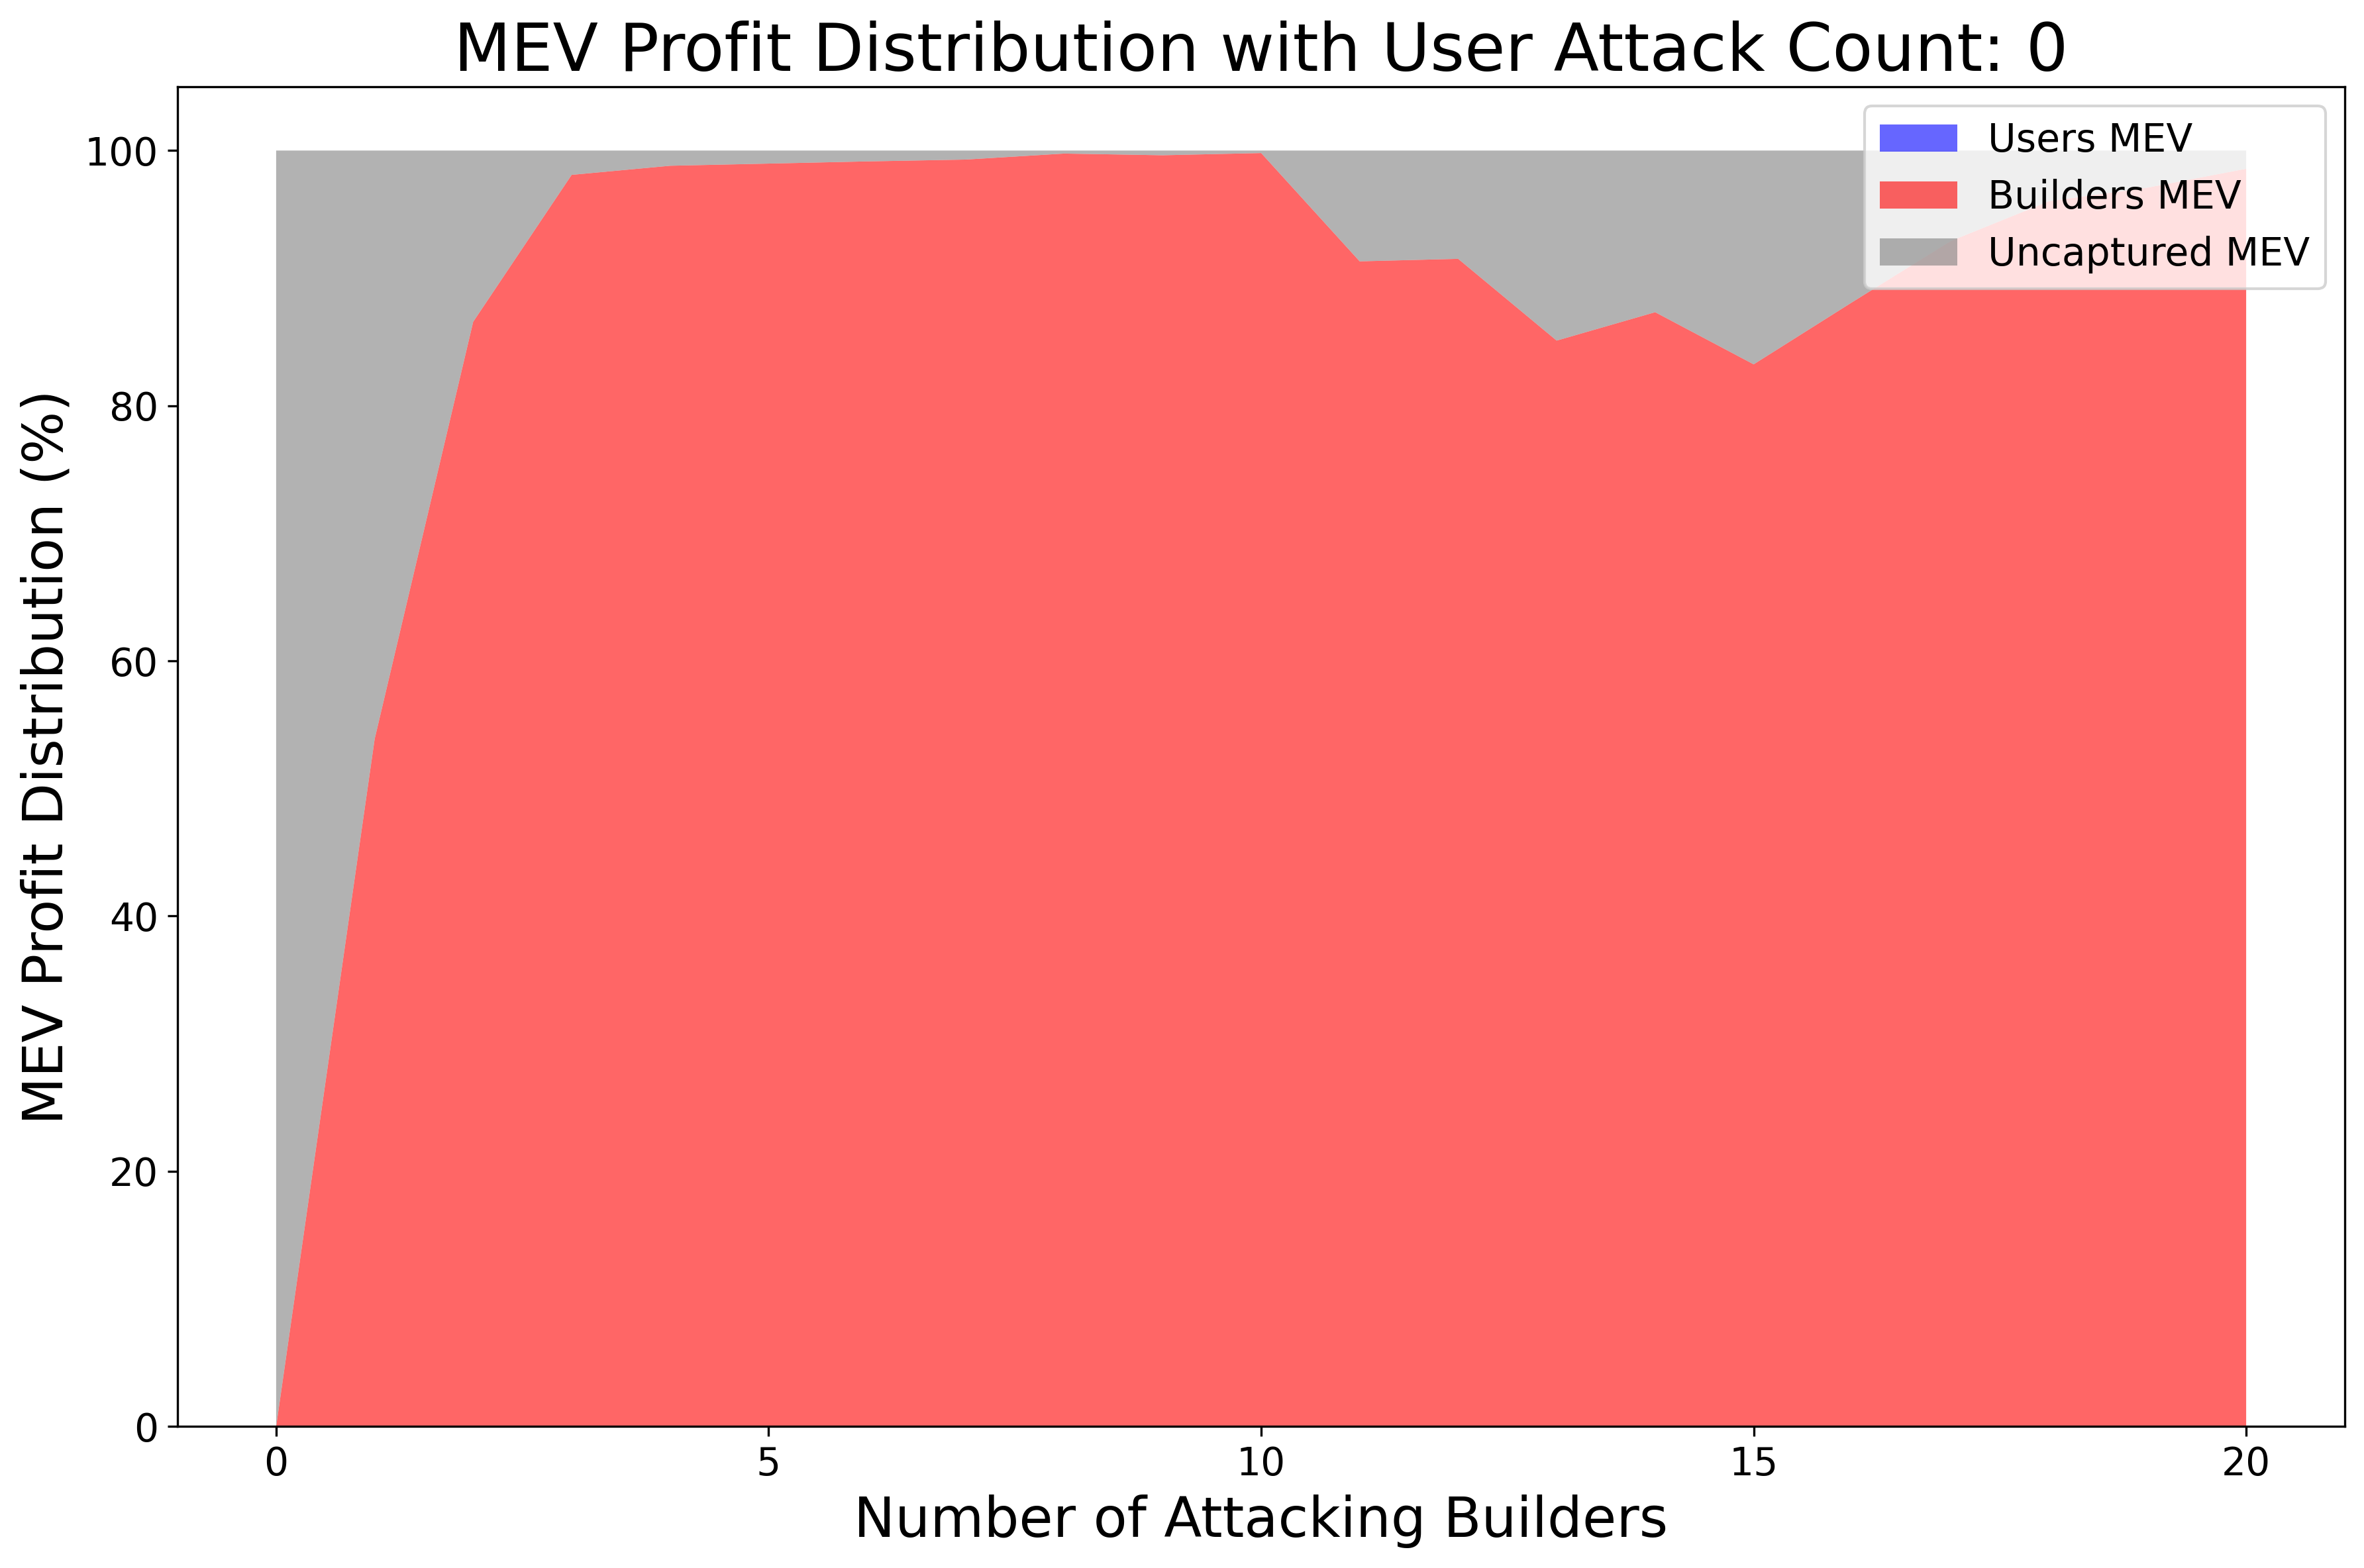 MEV Profit Distribution with User Attack Count: 0
Users MEV
Builders MEV
Uncaptured MEV
MEV Profit Distribution (%)
100
80
60
40
20
0
0 5 10 15 20
Number of Attacking Builders